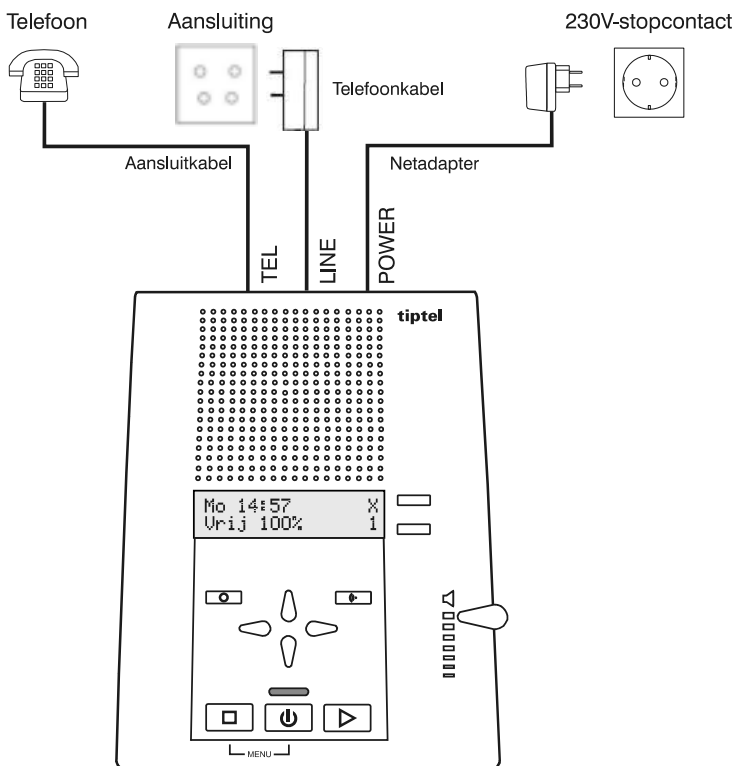 Telefoon
Aansluiting
230V-stopcontact
Telefoonkabel
Aansluitkabel
Netadapter
TEL
LINE
POWER
tiptel
Mo 14:57 X
Vrij 100% 1
MENU